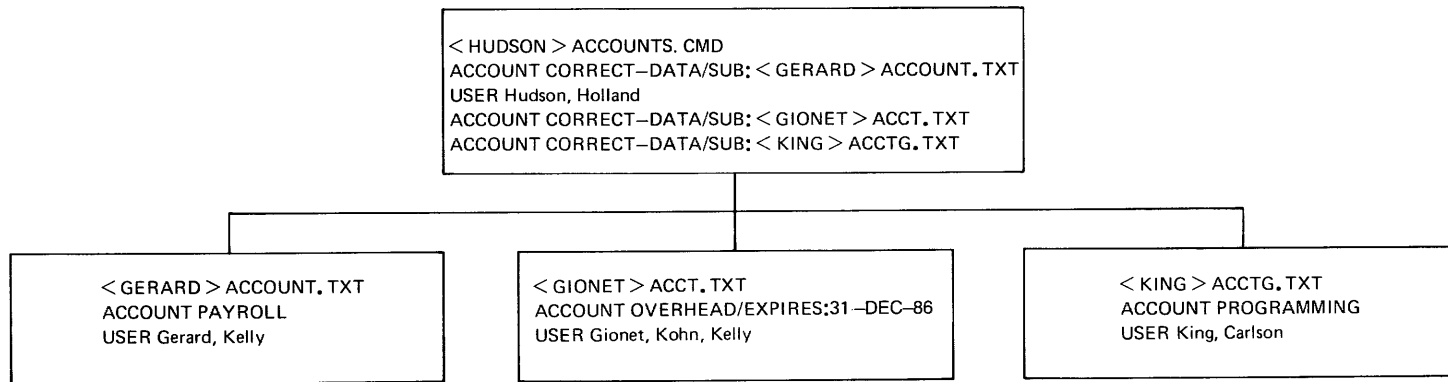 < HUDSON > ACCOUNTS. CMD
ACCOUNT CORRECT–DATA/SUB: < GERARD > ACCOUNT. TXT
USER Hudson, Holland
ACCOUNT CORRECT–DATA/SUB: < GIONET > ACCT. TXT
ACCOUNT CORRECT–DATA/SUB: < KING > ACCTG. TXT
< GERARD > ACCOUNT. TXT
ACCOUNT PAYROLL
USER Gerard, Kelly
< GIONET > ACCT. TXT
ACCOUNT OVERHEAD/EXPIRES:31–DEC–86
USER Gionet, Kohn, Kelly
< KING > ACCTG. TXT
ACCOUNT PROGRAMMING
USER King, Carlson